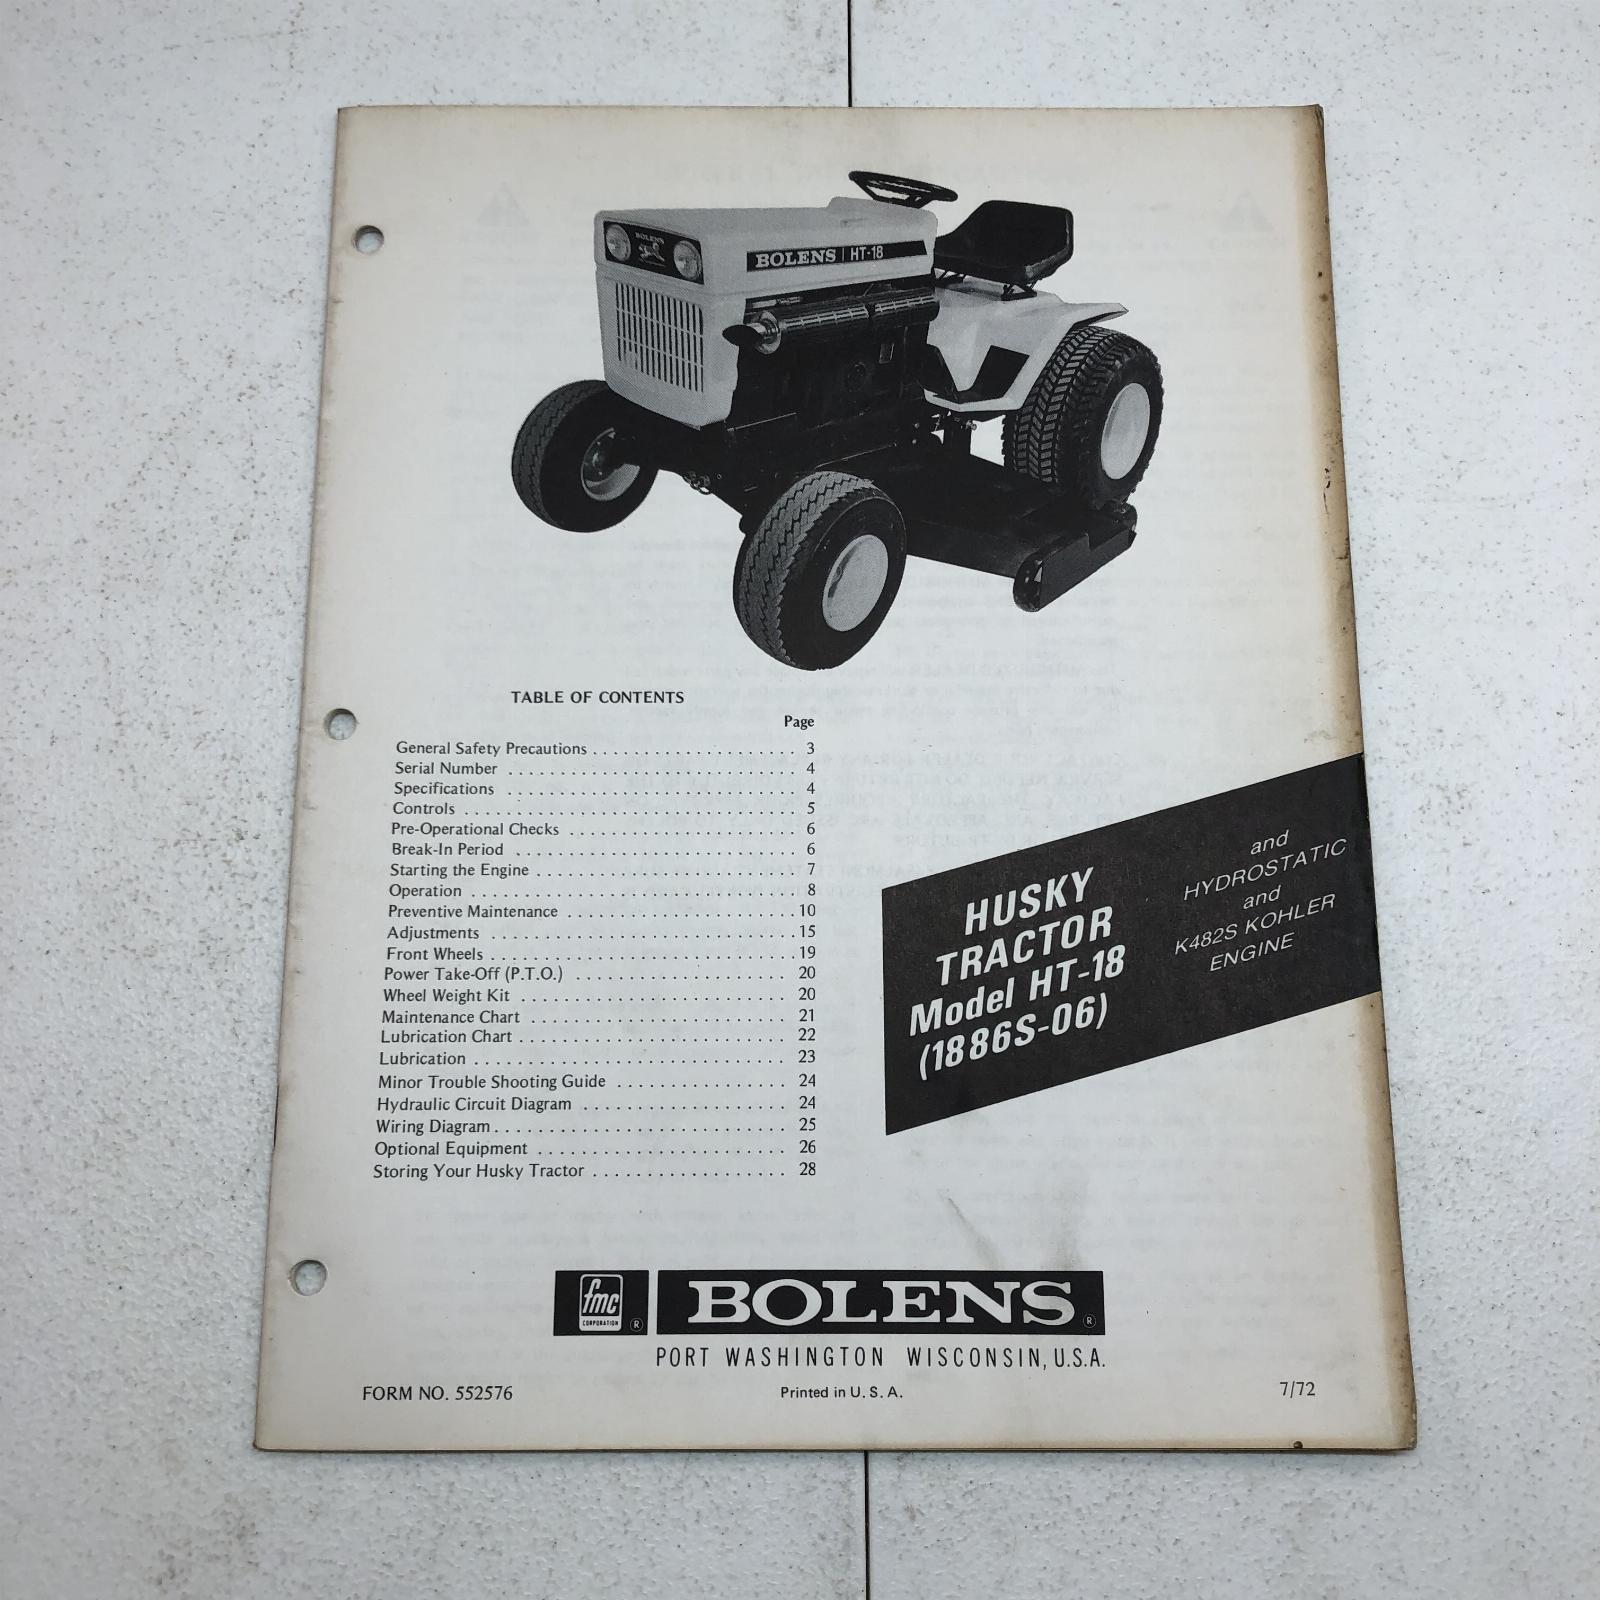 BOLENS
BOLENS HT-18
TABLE OF CONTENTS
Page
General Safety Precautions . . . . . . . . . . . . . . . . . . . . 3
Serial Number . . . . . . . . . . . . . . . . . . . . . . . . . . . . 4
Specifications . . . . . . . . . . . . . . . . . . . . . . . . . . . . 4
Controls . . . . . . . . . . . . . . . . . . . . . . . . . . . . . . . . 5
Pre-Operational Checks . . . . . . . . . . . . . . . . . . . . . . 6
Break-In Period . . . . . . . . . . . . . . . . . . . . . . . . . . . 6
Starting the Engine . . . . . . . . . . . . . . . . . . . . . . . . . 7
Operation . . . . . . . . . . . . . . . . . . . . . . . . . . . . . . . 8
Preventive Maintenance . . . . . . . . . . . . . . . . . . . . . . 10
Adjustments . . . . . . . . . . . . . . . . . . . . . . . . . . . . . 15
Front Wheels . . . . . . . . . . . . . . . . . . . . . . . . . . . . . 19
Power Take-Off (P.T.O.) . . . . . . . . . . . . . . . . . . . . . 20
Wheel Weight Kit . . . . . . . . . . . . . . . . . . . . . . . . . . 20
Maintenance Chart . . . . . . . . . . . . . . . . . . . . . . . . . 21
Lubrication Chart . . . . . . . . . . . . . . . . . . . . . . . . . . 22
Lubrication . . . . . . . . . . . . . . . . . . . . . . . . . . . . . . 23
Minor Trouble Shooting Guide . . . . . . . . . . . . . . . . . 24
Hydraulic Circuit Diagram . . . . . . . . . . . . . . . . . . . . 24
Wiring Diagram . . . . . . . . . . . . . . . . . . . . . . . . . . . . 25
Optional Equipment . . . . . . . . . . . . . . . . . . . . . . . . 26
Storing Your Husky Tractor . . . . . . . . . . . . . . . . . . . 28
HUSKY
TRACTOR
Model HT-18
(1886S-06)
and
HYDROSTATIC
and
K482S KOHLER
ENGINE
fmc
CORPORATION ®
BOLENS ®
PORT WASHINGTON WISCONSIN, U.S.A.
FORM NO. 552576
Printed in U. S. A.
7/72